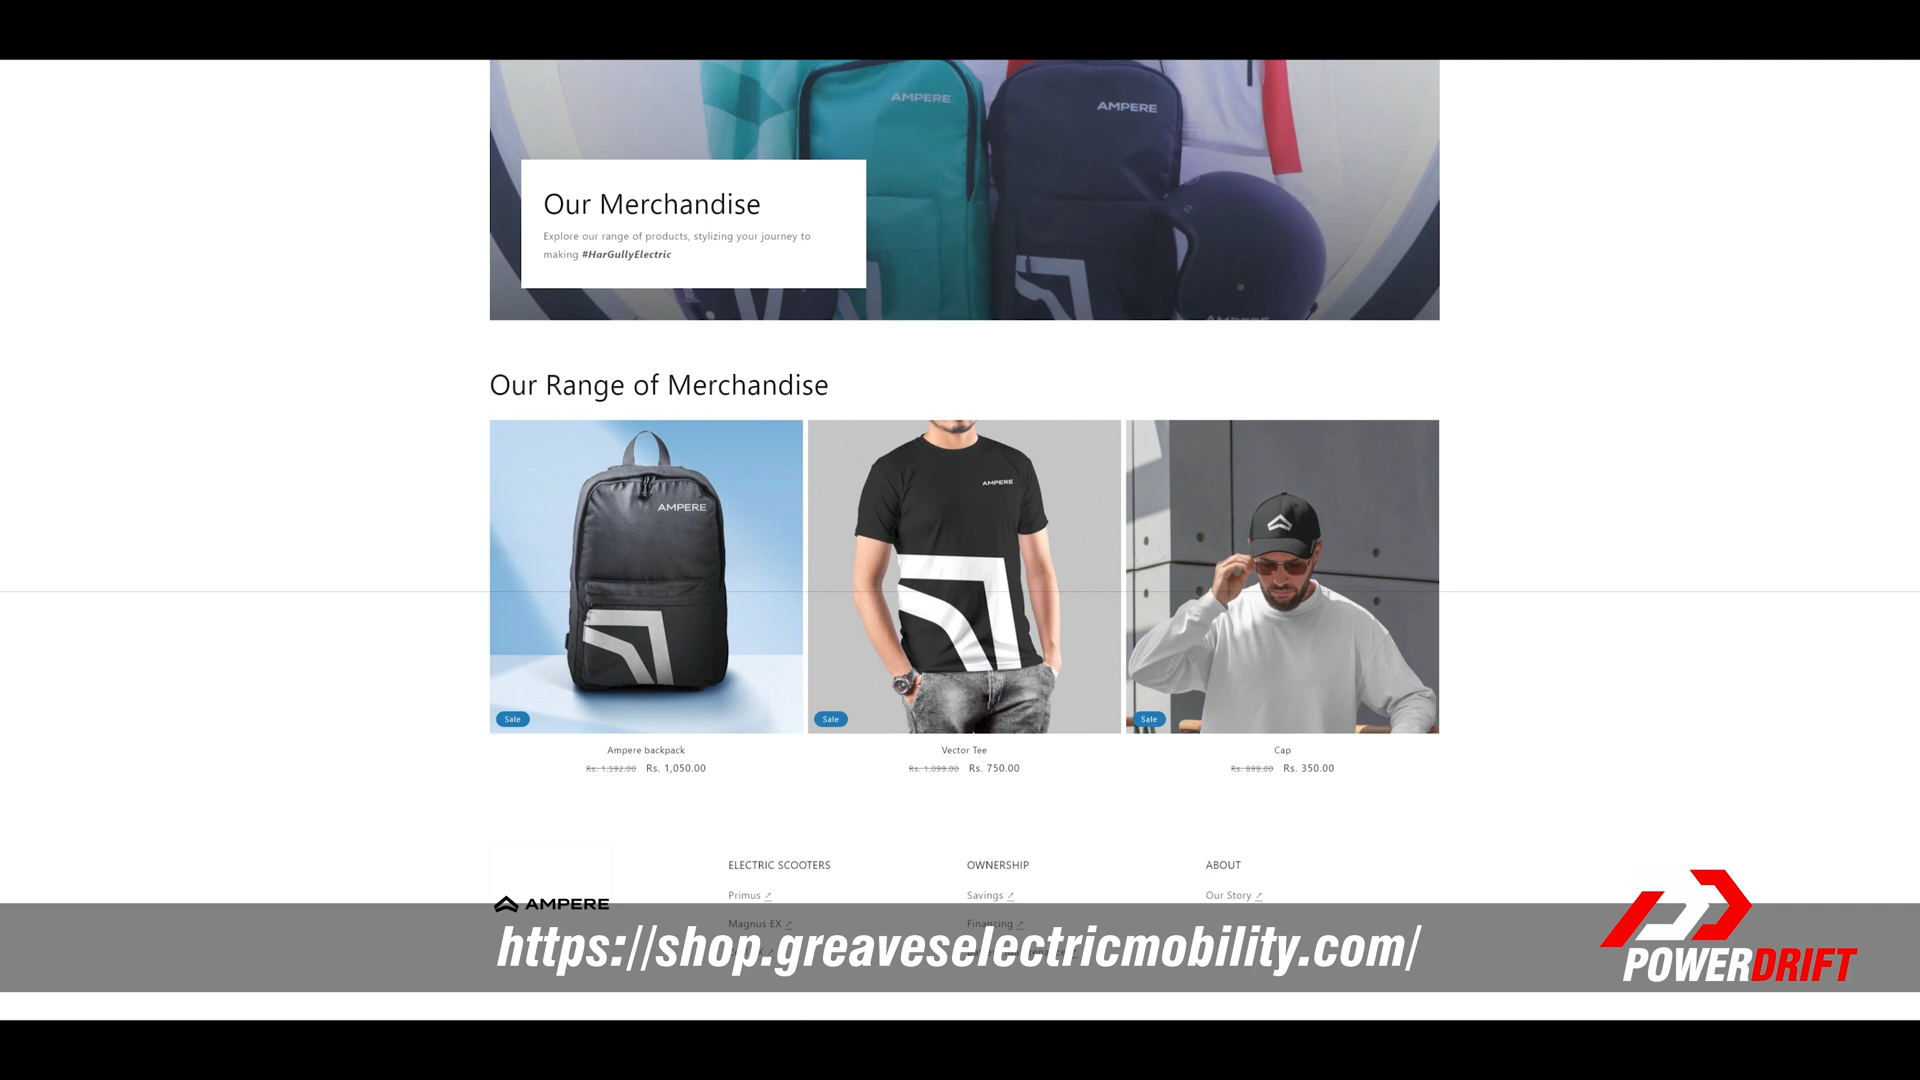 AMPERE
AMPERE
Our Merchandise
Explore our range of products, stylizing your journey to
making #HarGullyElectric
AMPERE
Our Range of Merchandise
AMPERE
AMPERE
Sale
Sale
Sale
Ampere backpack
Rs. 1,592.00 Rs. 1,050.00
Vector Tee
Rs. 1,099.00 Rs. 750.00
Cap
Rs. 899.00 Rs. 350.00
AMPERE
ELECTRIC SCOOTERS
Primus
Magnus EX
OWNERSHIP
Savings
Financing
ABOUT
Our Story
https://shop.greaveselectricmobility.com/
POWERDRIFT